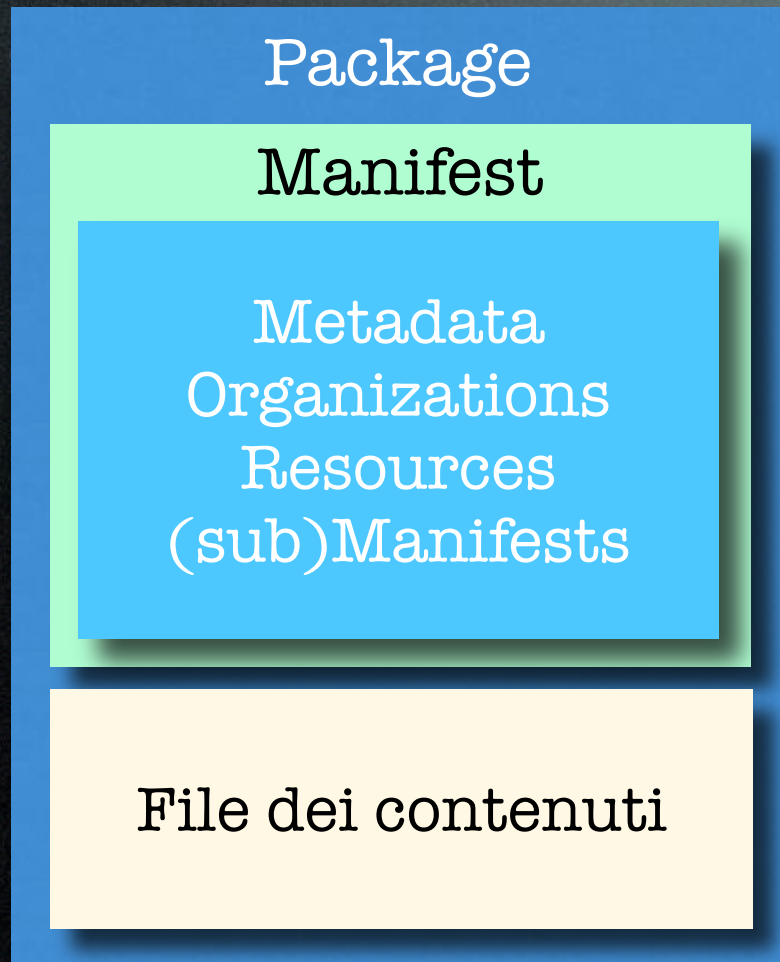 Package
Manifest
Metadata
Organizations
Resources
(sub)Manifests
File dei contenuti